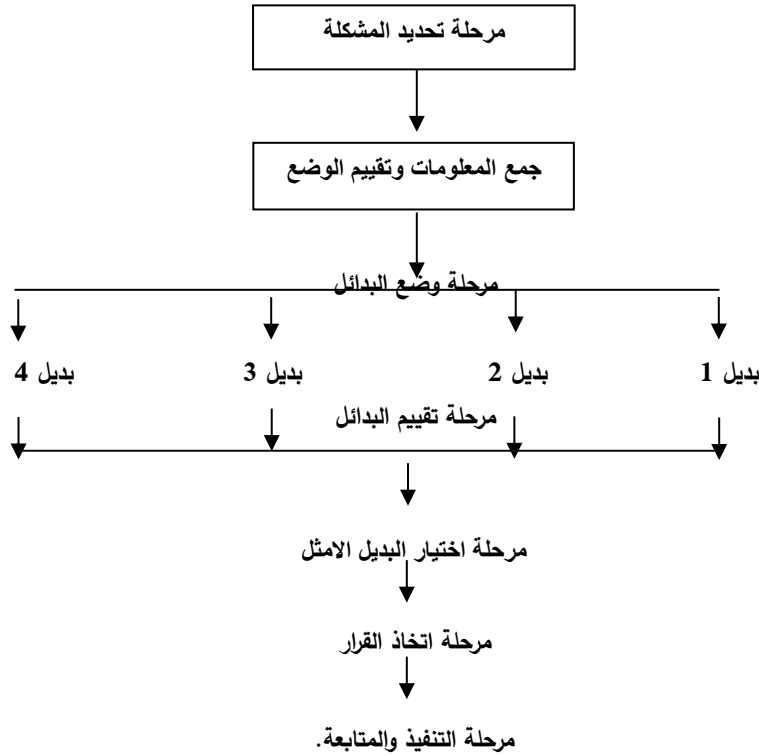 مرحلة تحديد المشكلة
جمع المعلومات وتقييم الوضع
مرحلة وضع البدائل
بديل 1 بديل 2 بديل 3 بديل 4
مرحلة تقييم البدائل
مرحلة اختيار البديل الامثل
مرحلة اتخاذ القرار
مرحلة التنفيذ والمتابعة.